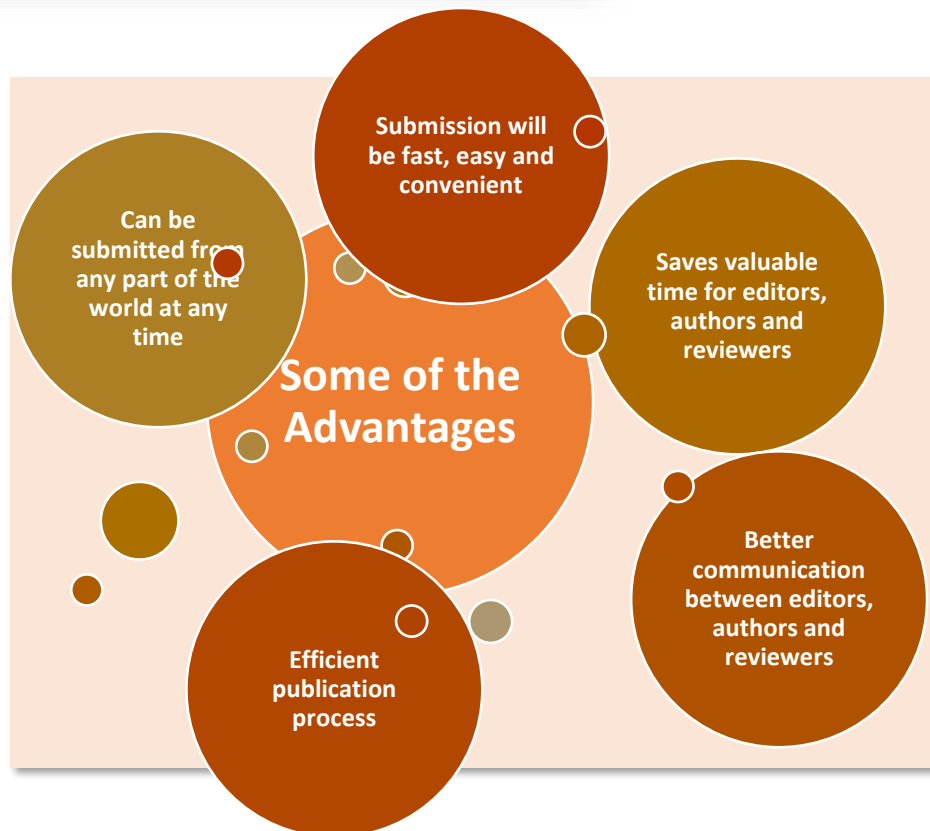 Submission will
be fast, easy and
convenient
Can be
submitted from
any part of the
world at any
time
Saves valuable
time for editors,
authors and
reviewers
Some of the
Advantages
Better
communication
between editors,
authors and
reviewers
Efficient
publication
process